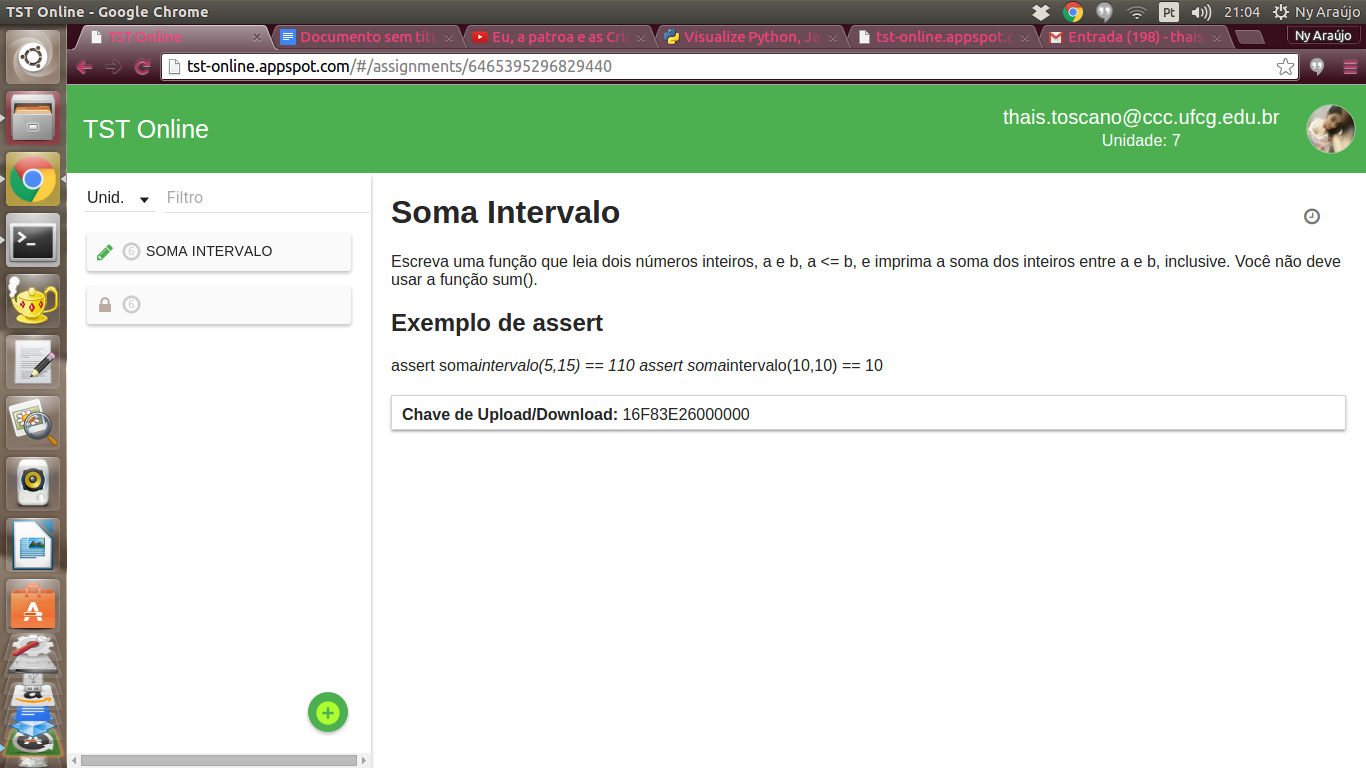 TST Online - Google Chrome
Pt
21:04
Ny Araújo
TST Online
Documento sem títu
Eu, a patroa e as Cri
Visualize Python, Ja
tst-online.appspot.c
Entrada (198) - thais
Ny Araújo
tst-online.appspot.com/#/assignments/6465395296829440
TST Online
thais.toscano@ccc.ufcg.edu.br
Unidade: 7
Unid.
Filtro
6 SOMA INTERVALO
6
Soma Intervalo
Escreva uma função que leia dois números inteiros, a e b, a <= b, e imprima a soma dos inteiros entre a e b, inclusive. Você não deve
usar a função sum().
Exemplo de assert
assert somaintervalo(5,15) == 110 assert somaintervalo(10,10) == 10
Chave de Upload/Download: 16F83E26000000